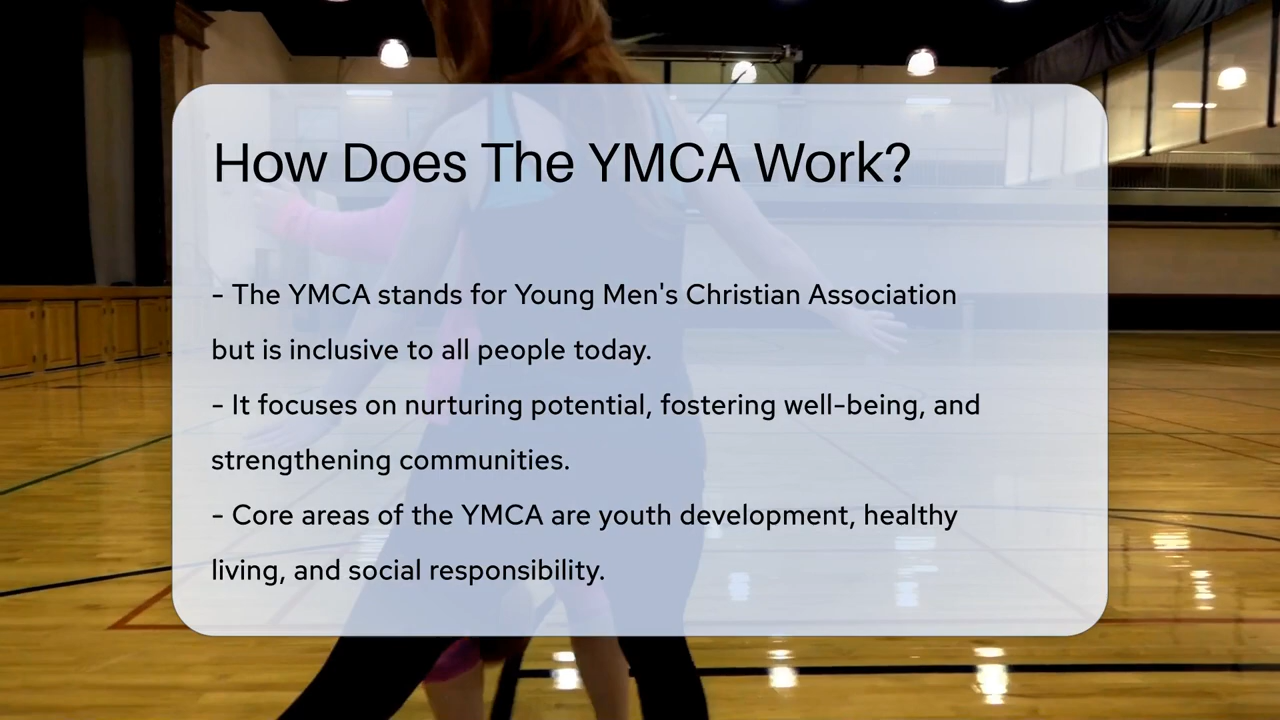 How Does The YMCA Work?
- The YMCA stands for Young Men's Christian Association
but is inclusive to all people today.
- It focuses on nurturing potential, fostering well-being, and
strengthening communities.
- Core areas of the YMCA are youth development, healthy
living, and social responsibility.